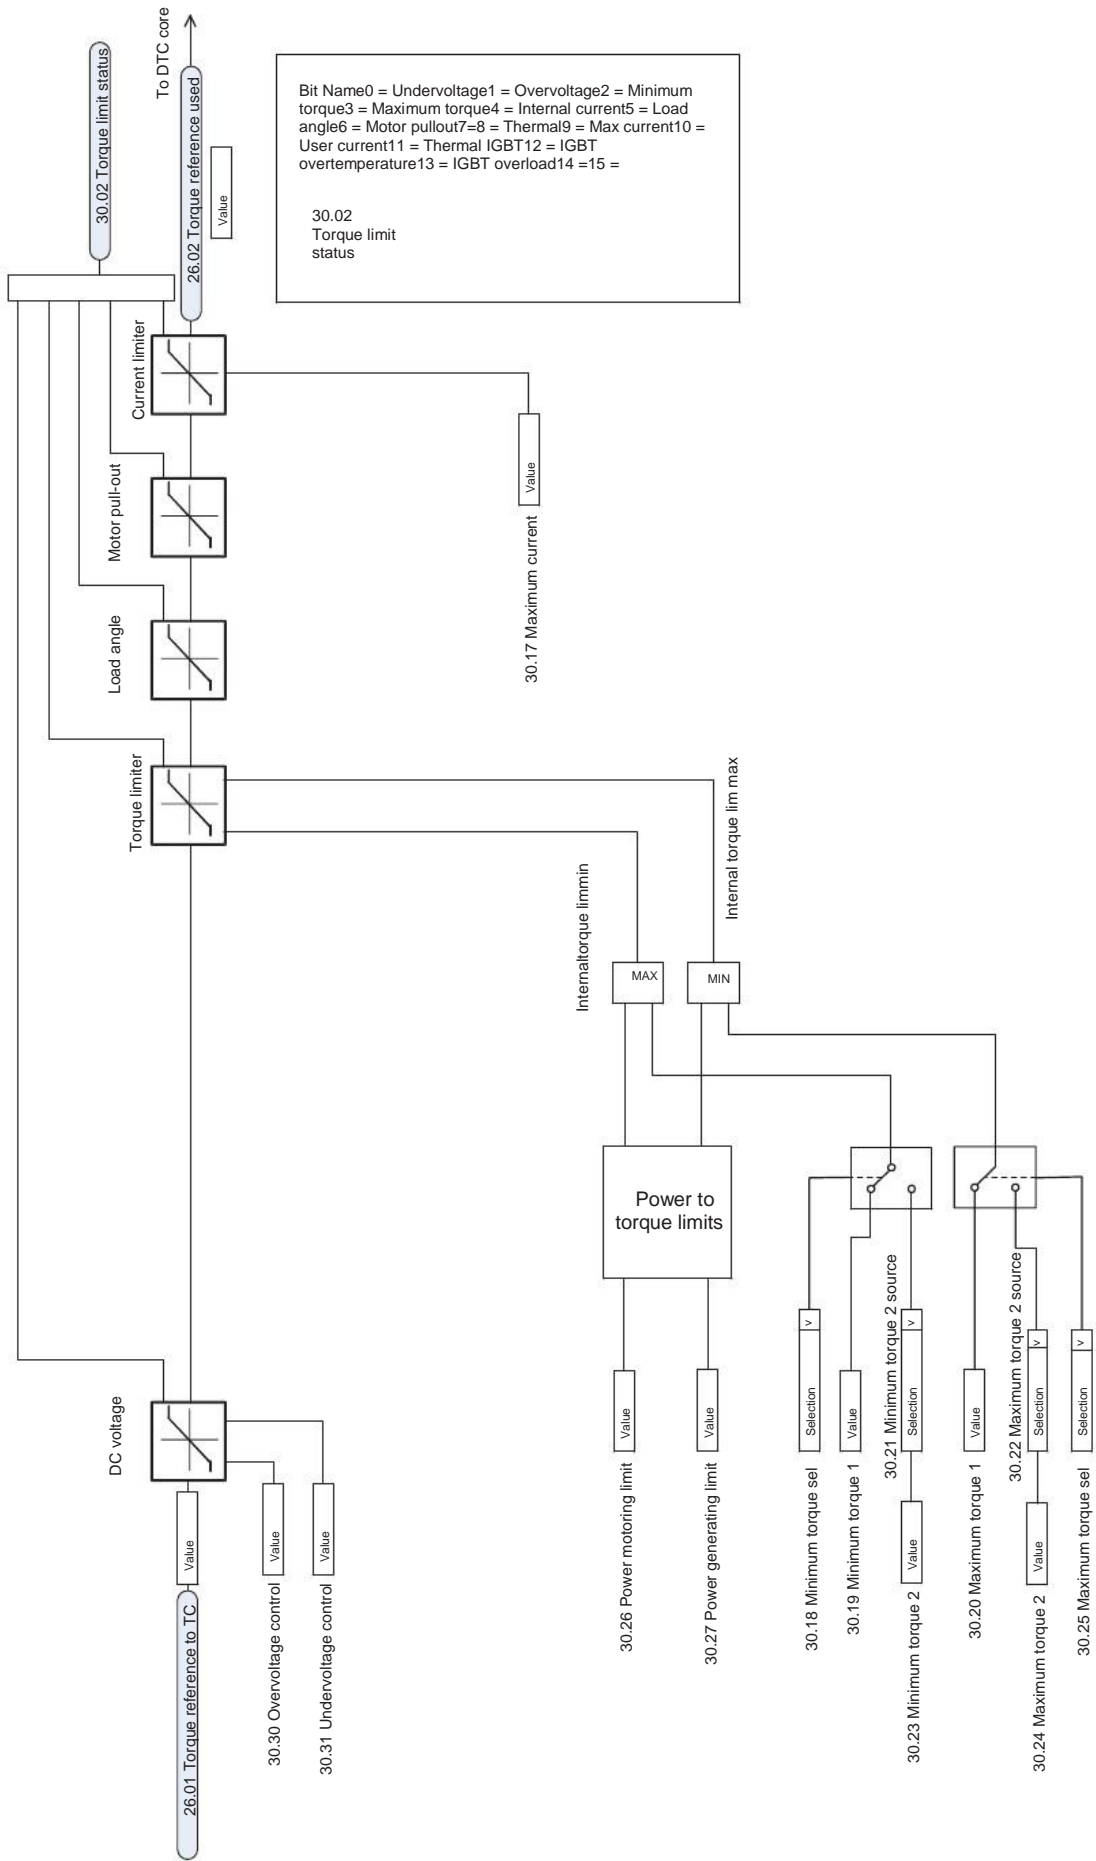 30.02 Torque limit status
To DTC core
26.02 Torque reference used
Value
Bit Name0 = Undervoltage1 = Overvoltage2 = Minimum
torque3 = Maximum torque4 = Internal current5 = Load
angle6 = Motor pullout7=8 = Thermal9 = Max current10 =
User current11 = Thermal IGBT12 = IGBT
overtemperature13 = IGBT overload14 =15 =
30.02
Torque limit
status
Current limiter
Motor pull-out
Load angle
Torque limiter
DC voltage
Value
30.17 Maximum current
Internal torque lim max
Internaltorque limmin
MAX
MIN
Power to
torque limits
Value
26.01 Torque reference to TC
Value
30.30 Overvoltage control
Value
30.31 Undervoltage control
Value
30.26 Power motoring limit
Value
30.27 Power generating limit
v
Selection
30.18 Minimum torque sel
Value
30.19 Minimum torque 1
30.21 Minimum torque 2 source
v
Selection
Value
30.23 Minimum torque 2
Value
30.20 Maximum torque 1
30.22 Maximum torque 2 source
v
Selection
Value
30.24 Maximum torque 2
v
Selection
30.25 Maximum torque sel